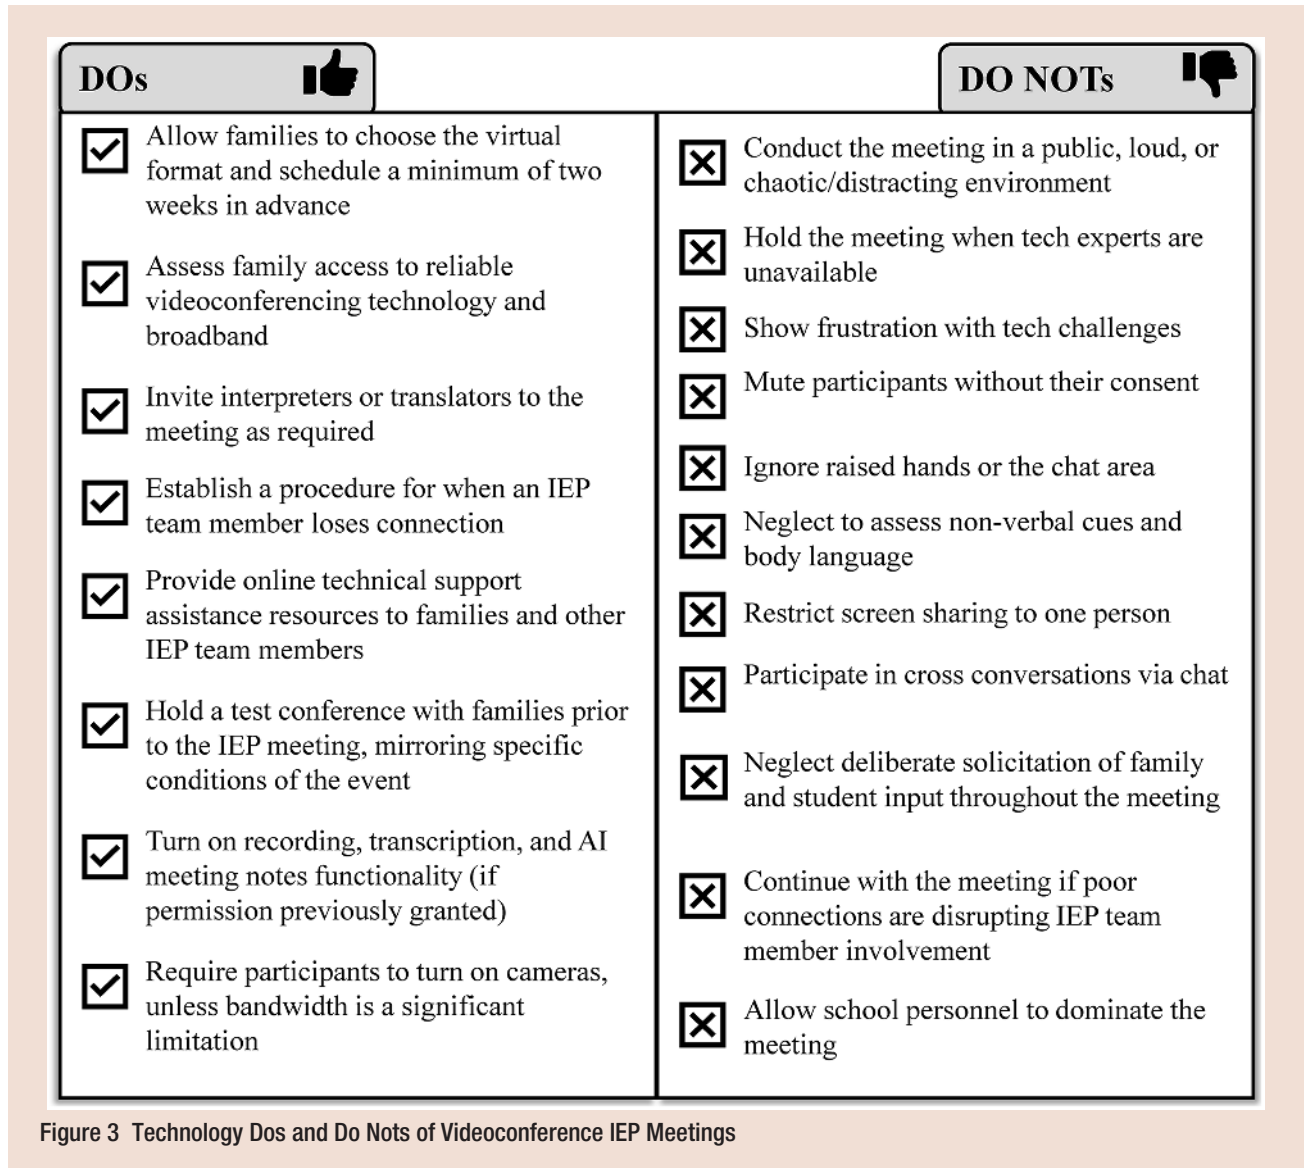 DOs
Allow families to choose the virtual
format and schedule a minimum of two
weeks in advance
Assess family access to reliable
videoconferencing technology and
broadband
Invite interpreters or translators to the
meeting as required
Establish a procedure for when an IEP
team member loses connection
Provide online technical support
assistance resources to families and other
IEP team members
Hold a test conference with families prior
to the IEP meeting, mirroring specific
conditions of the event
Turn on recording, transcription, and AI
meeting notes functionality (if
permission previously granted)
Require participants to turn on cameras,
unless bandwidth is a significant
limitation
DO NOTs
Conduct the meeting in a public, loud, or
chaotic/distracting environment
Hold the meeting when tech experts are
unavailable
Show frustration with tech challenges
Mute participants without their consent
Ignore raised hands or the chat area
Neglect to assess non-verbal cues and
body language
Restrict screen sharing to one person
Participate in cross conversations via chat
Neglect deliberate solicitation of family
and student input throughout the meeting
Continue with the meeting if poor
connections are disrupting IEP team
member involvement
Allow school personnel to dominate the
meeting
Figure 3 Technology Dos and Do Nots of Videoconference IEP Meetings